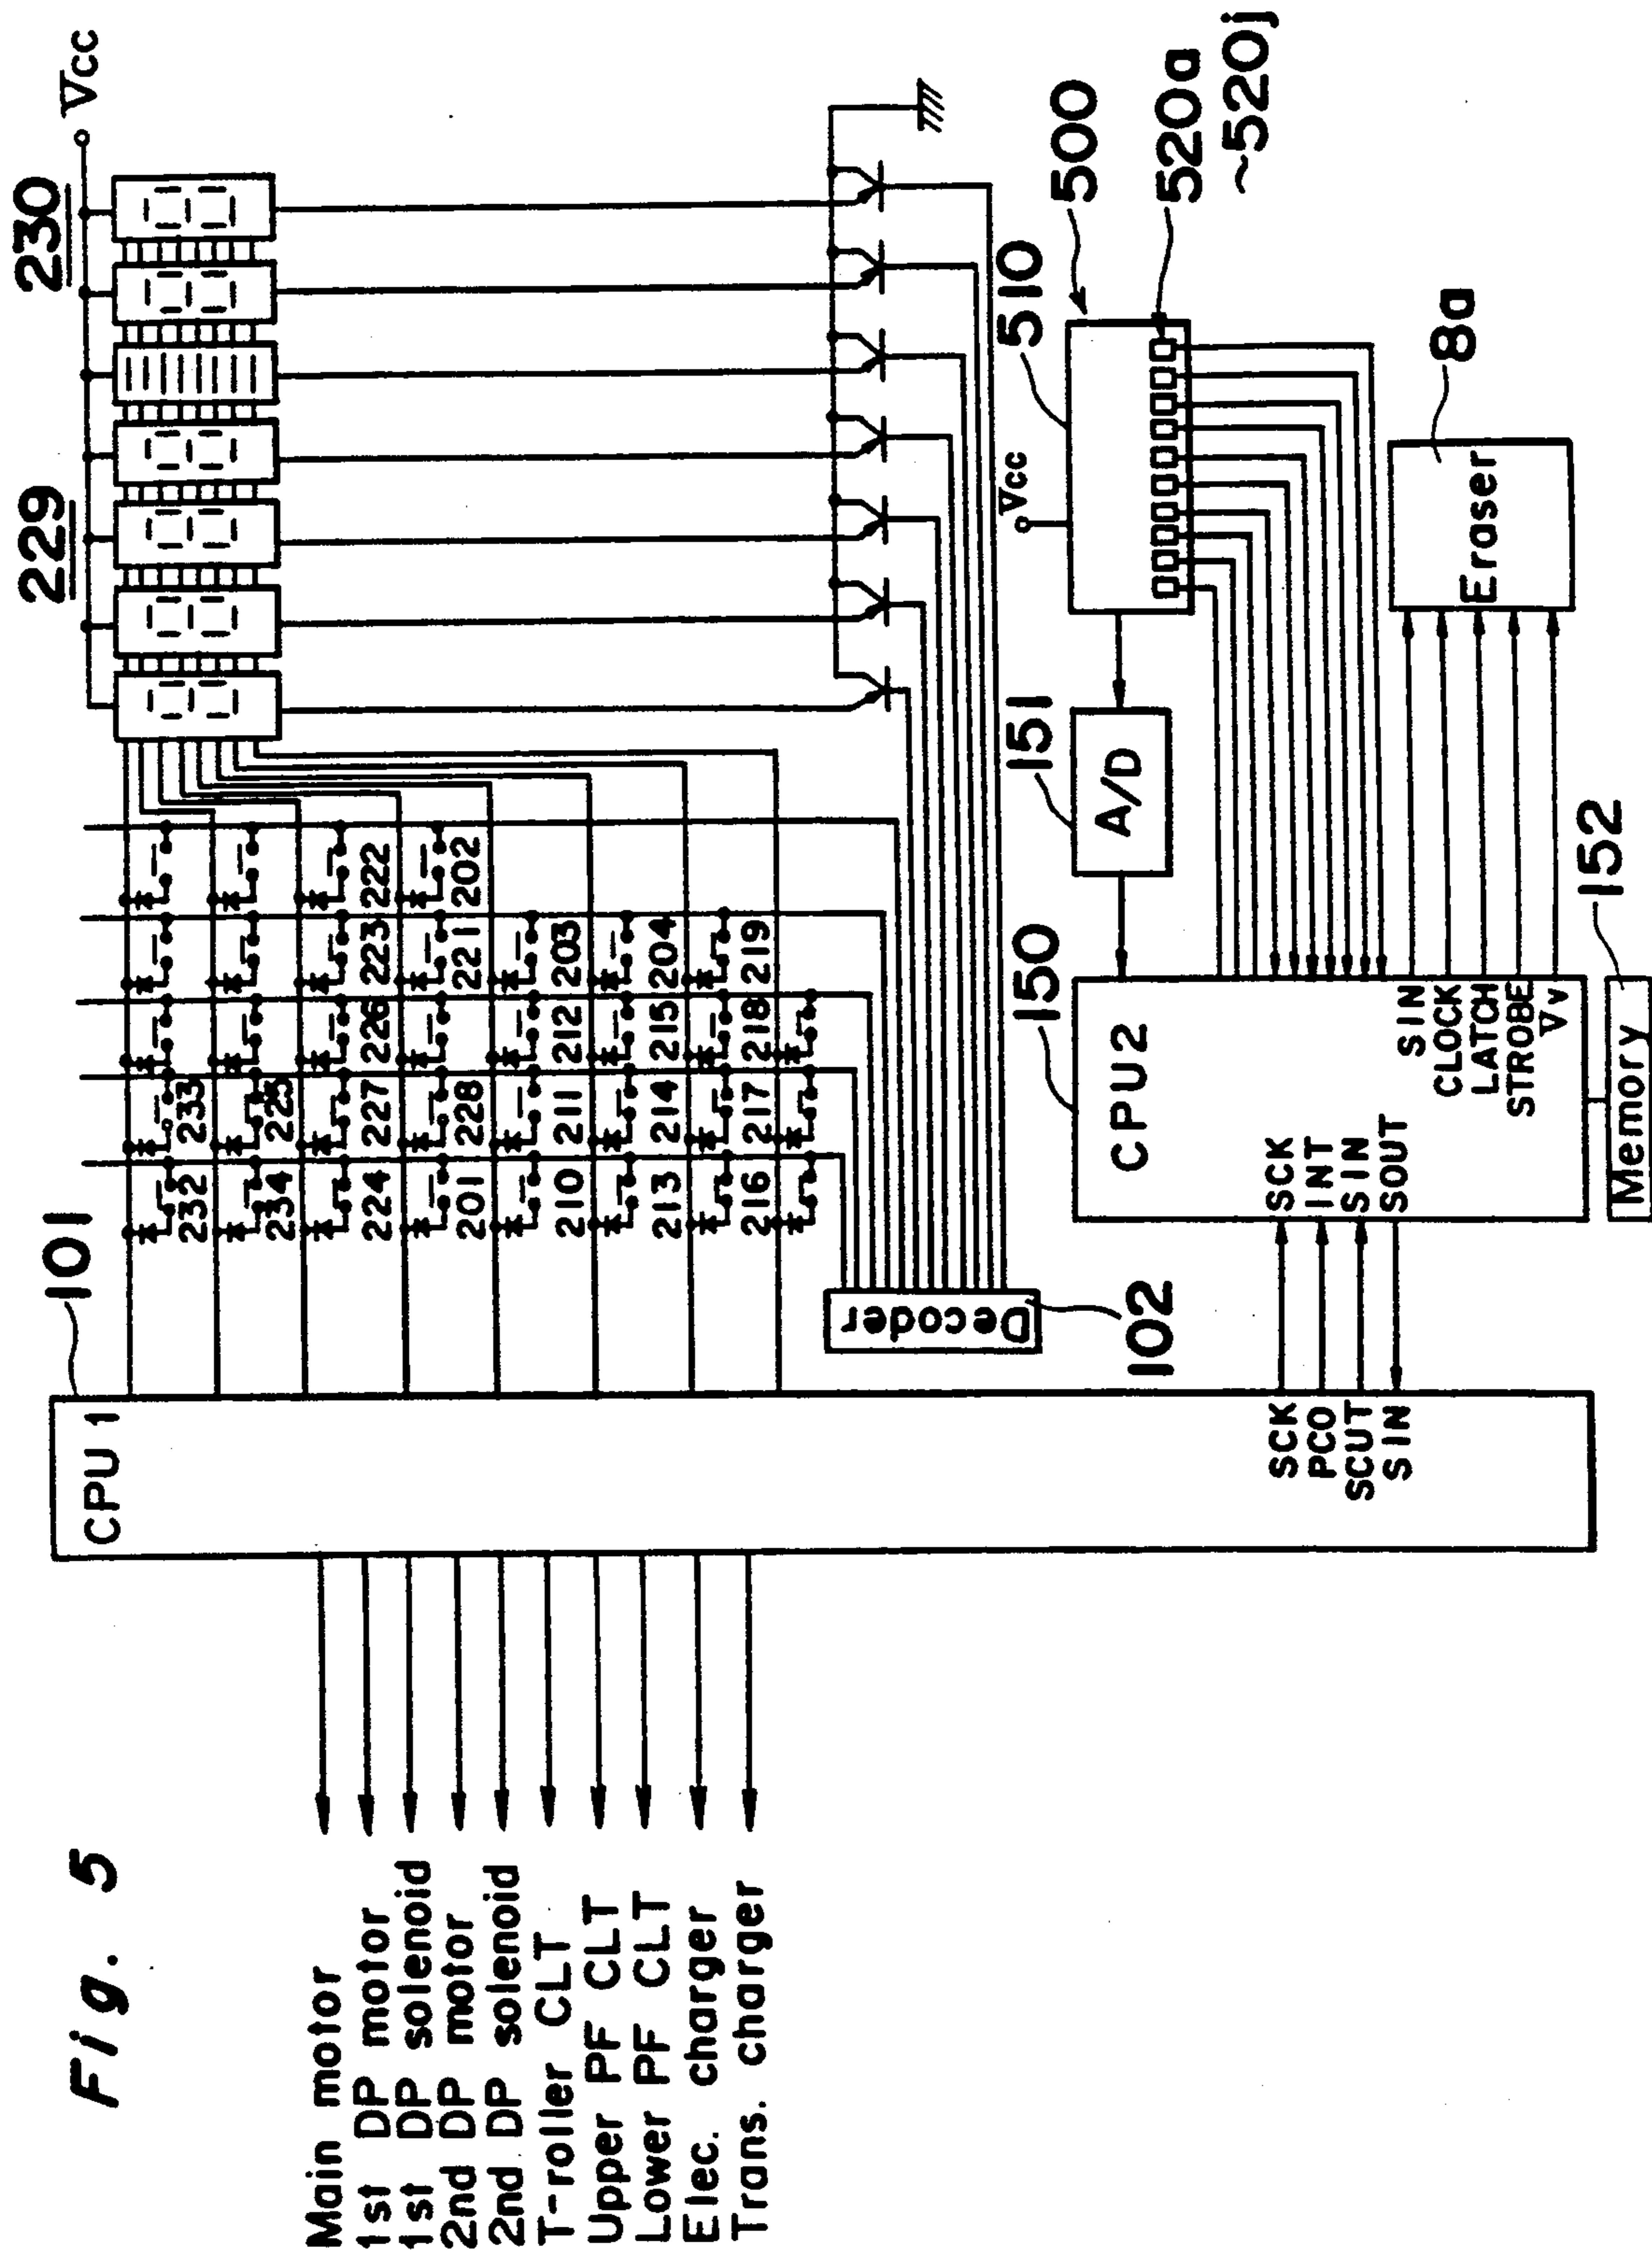 Fig. 5
Main motor
1st DP motor
1st DP solenoid
2nd DP motor
2nd DP solenoid
T-roller CLT
Upper PF CLT
Lower PF CLT
Elec. charger
Trans. charger
CPU 1
101
SCK
PCO
SCUT
SIN
232
233
234
225
224
227
226
223
222
201
228
221
202
210
211
212
203
213
214
215
204
216
217
218
219
Decoder
102
229
230
Vcc
CPU2
150
SCK
INT
SIN
SOUT
SIN
CLOCK
LATCH
STROBE
Vv
Memory
152
A/D
151
Vcc
510
500
520a
~520j
Eraser
8a